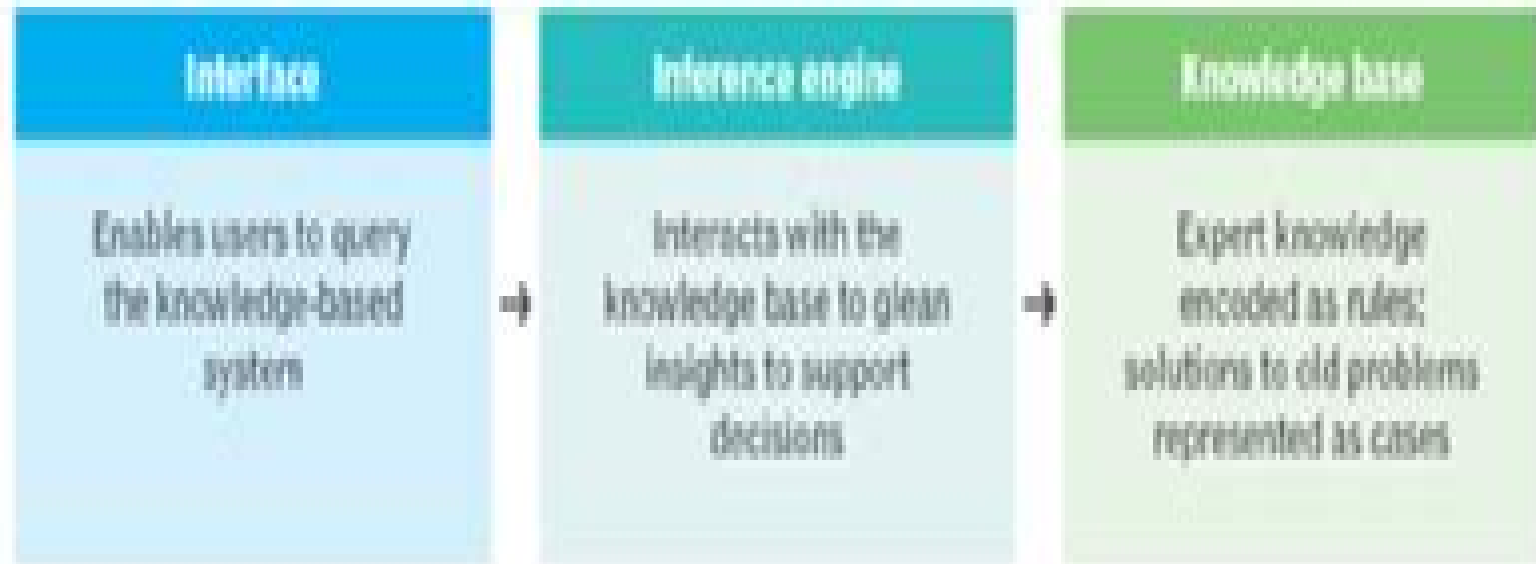 Interface
Enables users to query
the knowledge-based
system
→
Inference engine
Interacts with the
knowledge base to glean
insights to support
decisions
→
Knowledge base
Expert knowledge
encoded as rules;
solutions to old problems
represented as cases